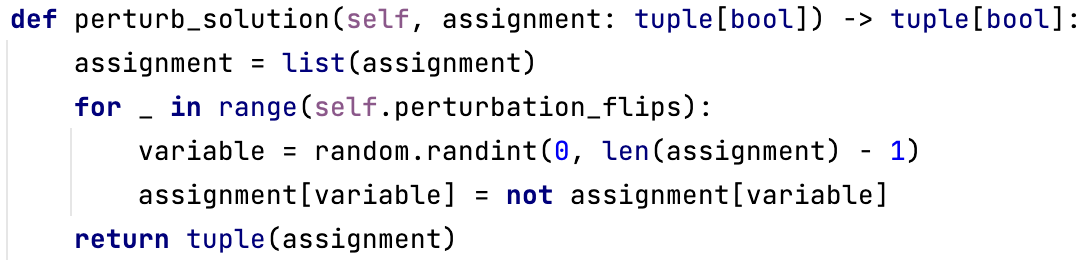 def perturb_solution(self, assignment: tuple[bool]) -> tuple[bool]:
    assignment = list(assignment)
    for _ in range(self.perturbation_flips):
        variable = random.randint(0, len(assignment) - 1)
        assignment[variable] = not assignment[variable]
    return tuple(assignment)